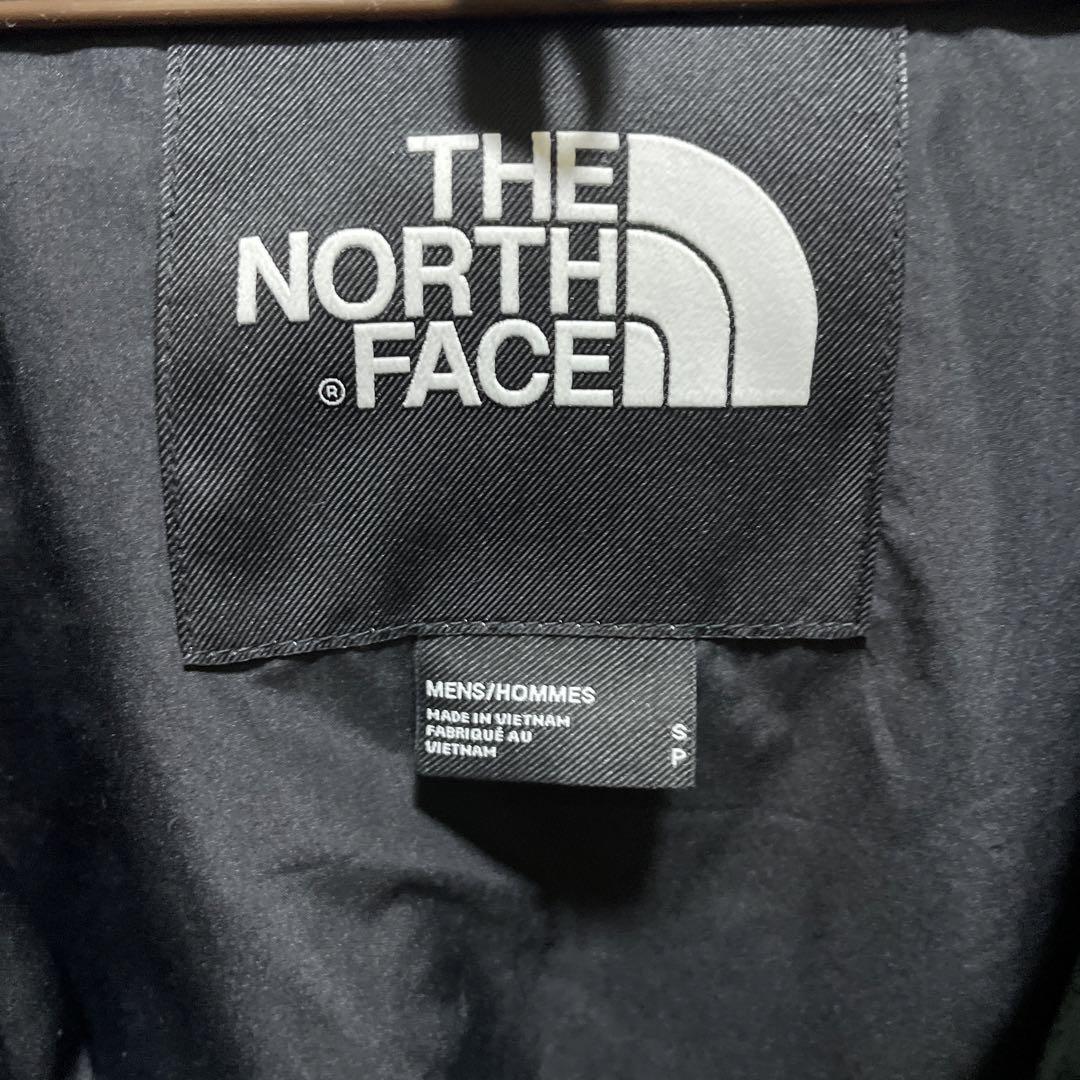 THE
NORTH
® FACE
MENS/HOMMES
MADE IN VIETNAM
FABRIQUÉ AU
VIETNAM
S
P